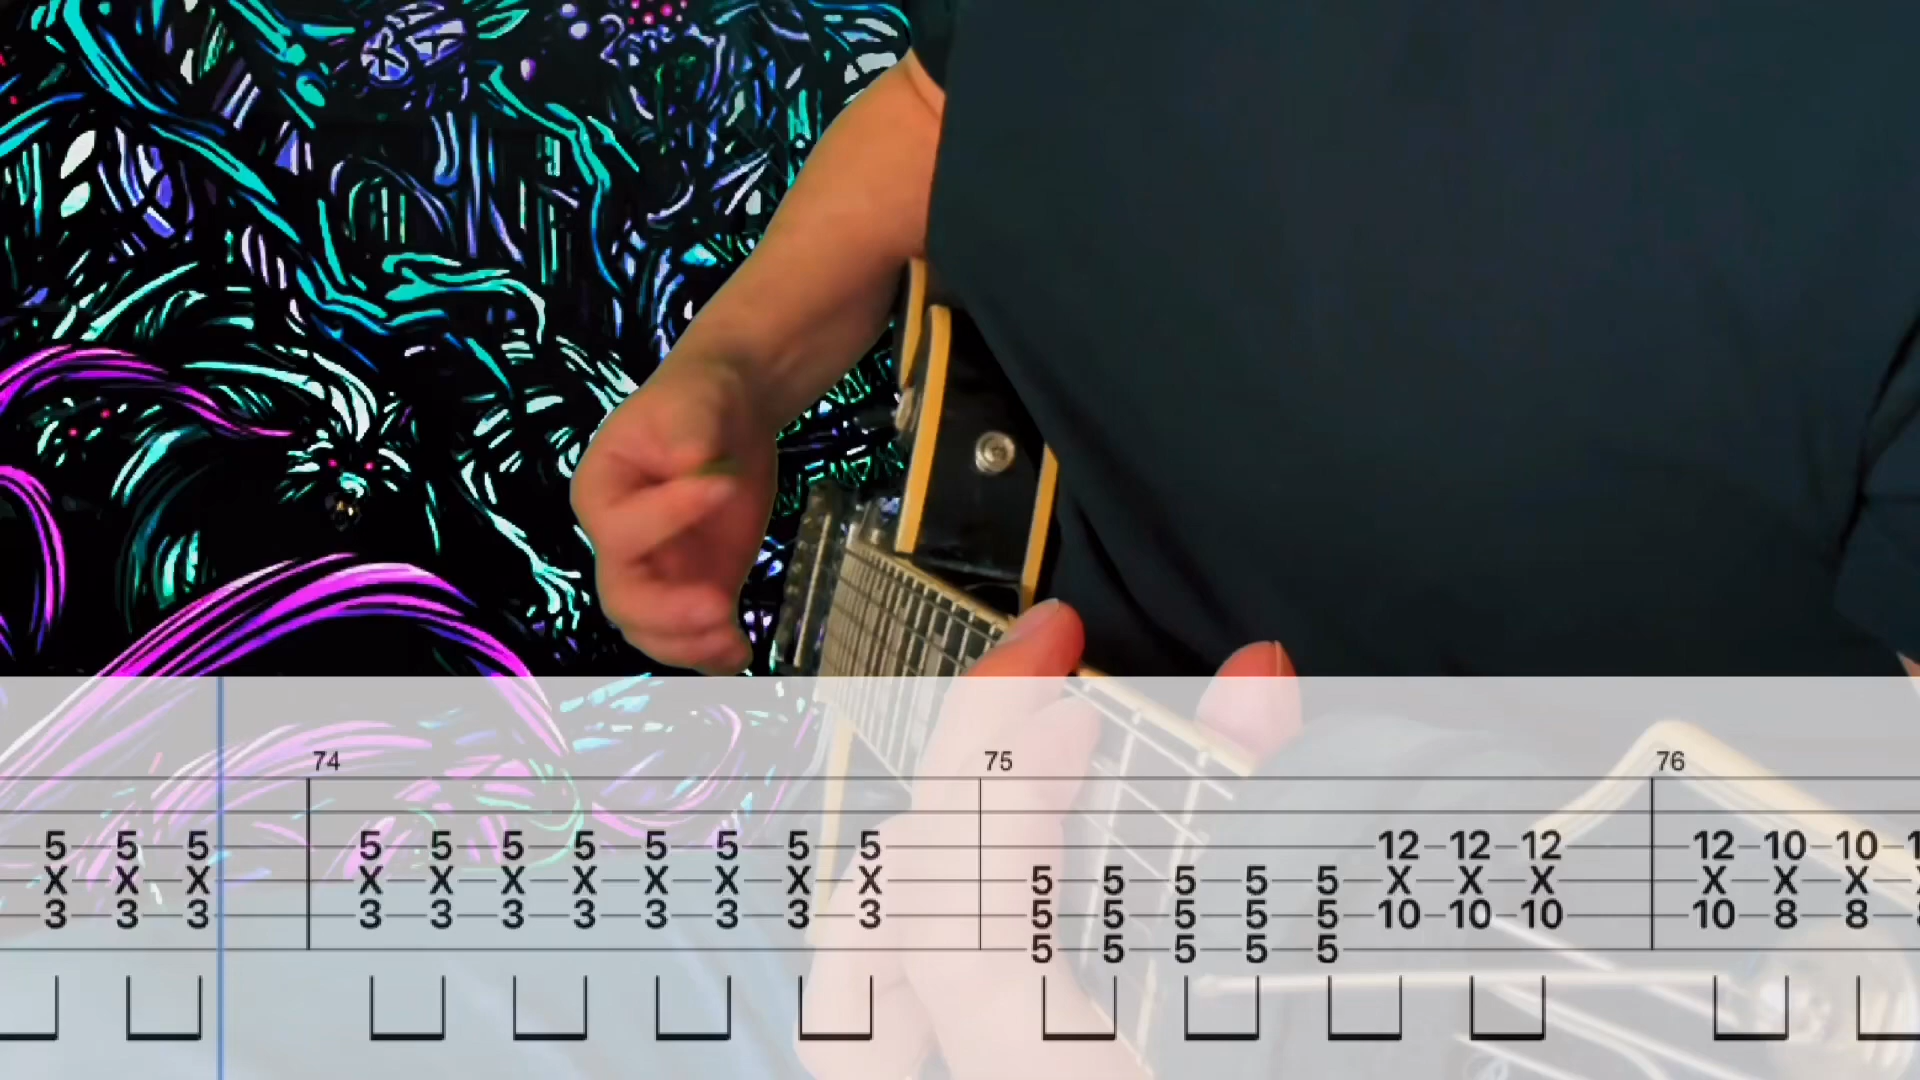 74 75 76
5 5 5 5 5 5 5 5 5 5 5 12 12 12 12 10 10
X X X X X X X X X X X 5 5 5 5 5 X X X X X X
3 3 3 3 3 3 3 3 3 3 3 5 5 5 5 5 10 10 10 10 8 8
5 5 5 5 5